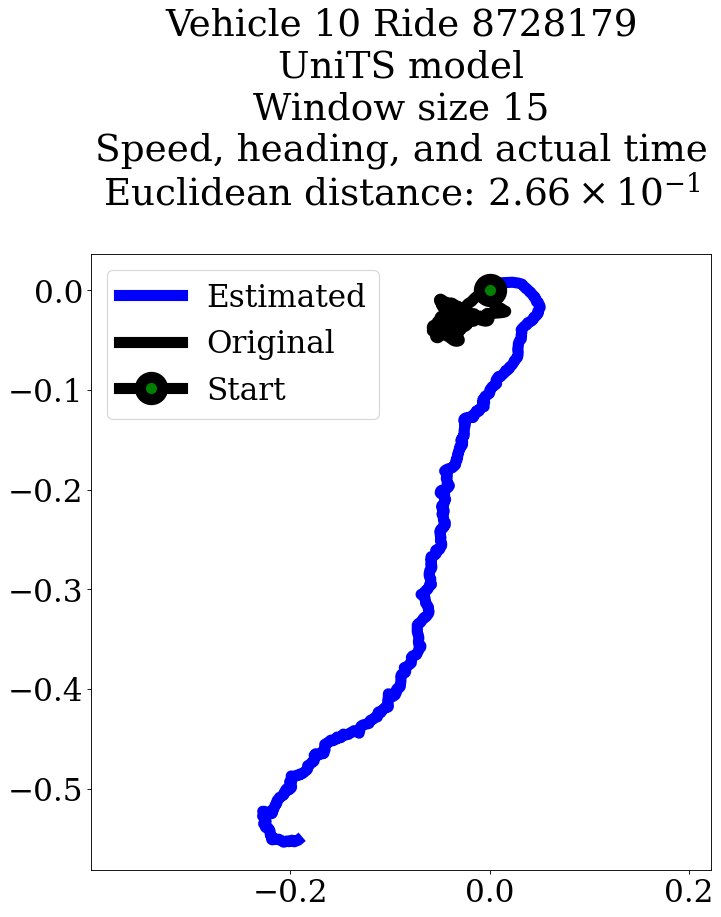 Vehicle 10 Ride 8728179
UniTS model
Window size 15
Speed, heading, and actual time
Euclidean distance: 2.66 × 10⁻¹
Estimated
Original
Start
0.0
−0.1
−0.2
−0.3
−0.4
−0.5
−0.2 0.0 0.2